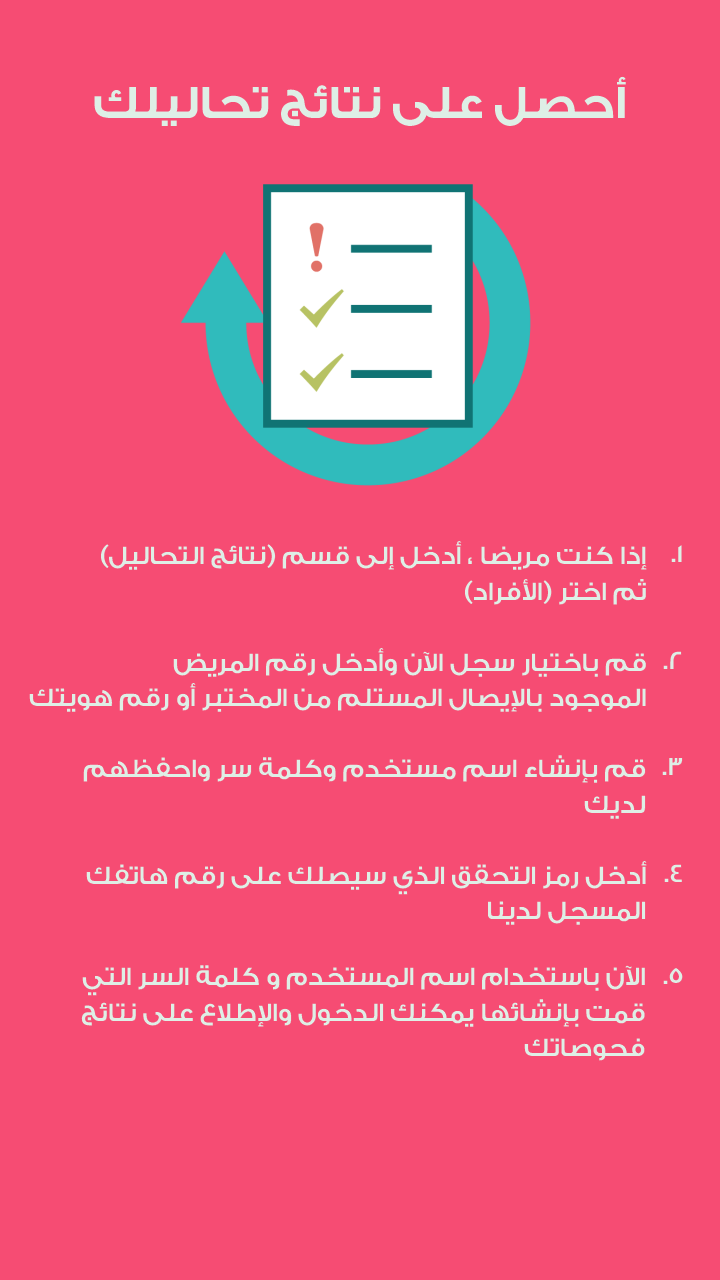 أحصل على نتائج تحاليلك
١. إذا كنت مريضا ، أدخل إلى قسم (نتائج التحاليل)
ثم اختر (الأفراد)
٢. قم باختيار سجل الآن وأدخل رقم المريض
الموجود بالإيصال المستلم من المختبر أو رقم هويتك
٣. قم بإنشاء اسم مستخدم وكلمة سر واحفظهم
لديك
٤. أدخل رمز التحقق الذي سيصلك على رقم هاتفك
المسجل لدينا
٥. الآن باستخدام اسم المستخدم و كلمة السر التي
قمت بإنشائها يمكنك الدخول والإطلاع على نتائج
فحوصاتك